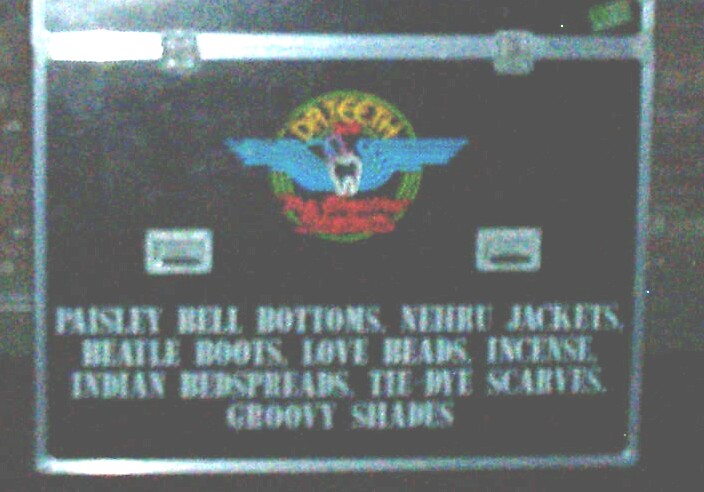 DR. TEETH
PAISLEY BELL BOTTOMS, NEHRU JACKETS,
BEATLE BOOTS, LOVE BEADS, INCENSE,
INDIAN BEDSPREADS, TIE DYE SCARVES,
GROOVY SHADES